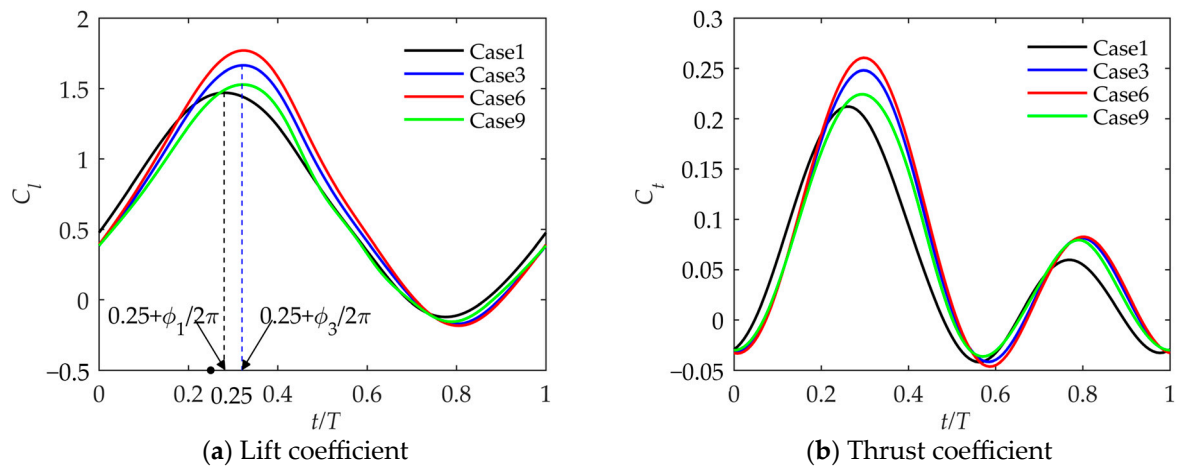 2
1.5
1
0.5
0
−0.5
C_l
Case1
Case3
Case6
Case9
0.25+ϕ₁/2π
0.25+ϕ₃/2π
0
0.2
0.25
0.4
0.6
0.8
1
t/T
(a) Lift coefficient
0.3
0.25
0.2
0.15
0.1
0.05
0
−0.05
C_t
Case1
Case3
Case6
Case9
0
0.2
0.4
0.6
0.8
1
t/T
(b) Thrust coefficient